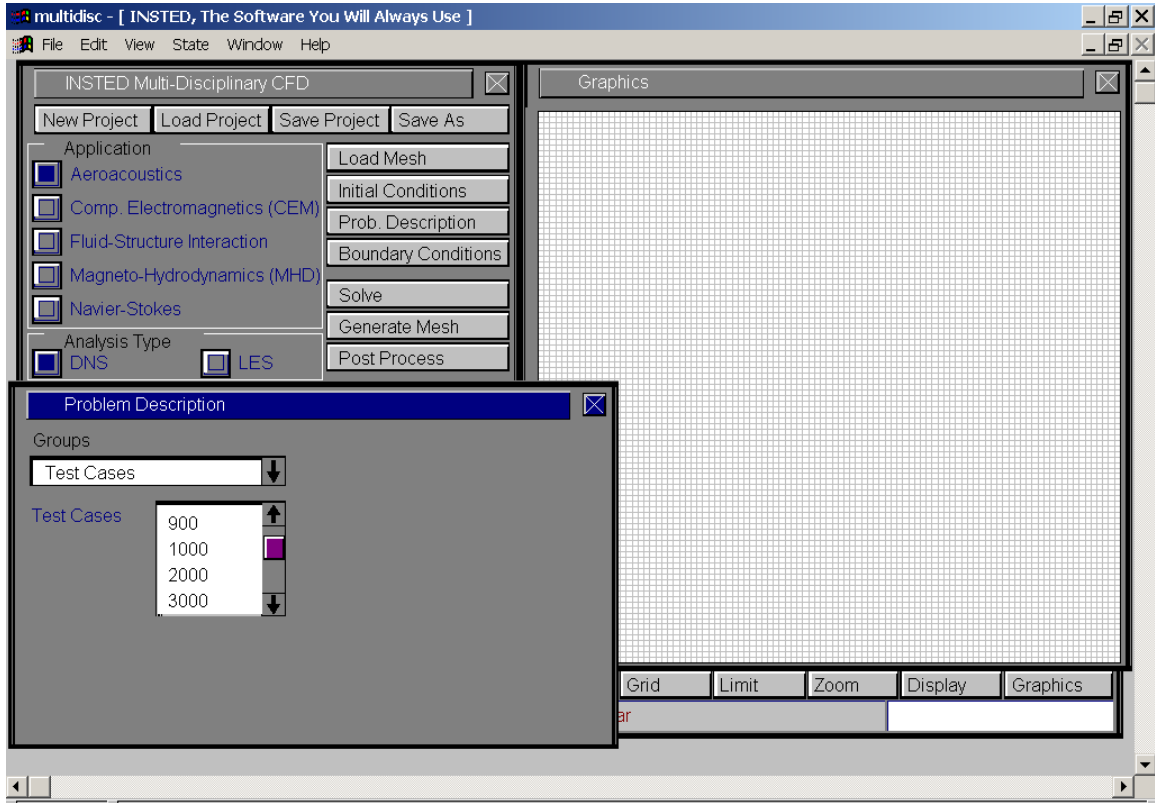 multidisc - [ INSTED, The Software You Will Always Use ]
File Edit View State Window Help
INSTED Multi-Disciplinary CFD
New Project Load Project Save Project Save As
Application
Aeroacoustics
Comp. Electromagnetics (CEM)
Fluid-Structure Interaction
Magneto-Hydrodynamics (MHD)
Navier-Stokes
Analysis Type
DNS LES
Load Mesh
Initial Conditions
Prob. Description
Boundary Conditions
Solve
Generate Mesh
Post Process
Graphics
Problem Description
Groups
Test Cases
Test Cases
900
1000
2000
3000
Grid Limit Zoom Display Graphics
ar